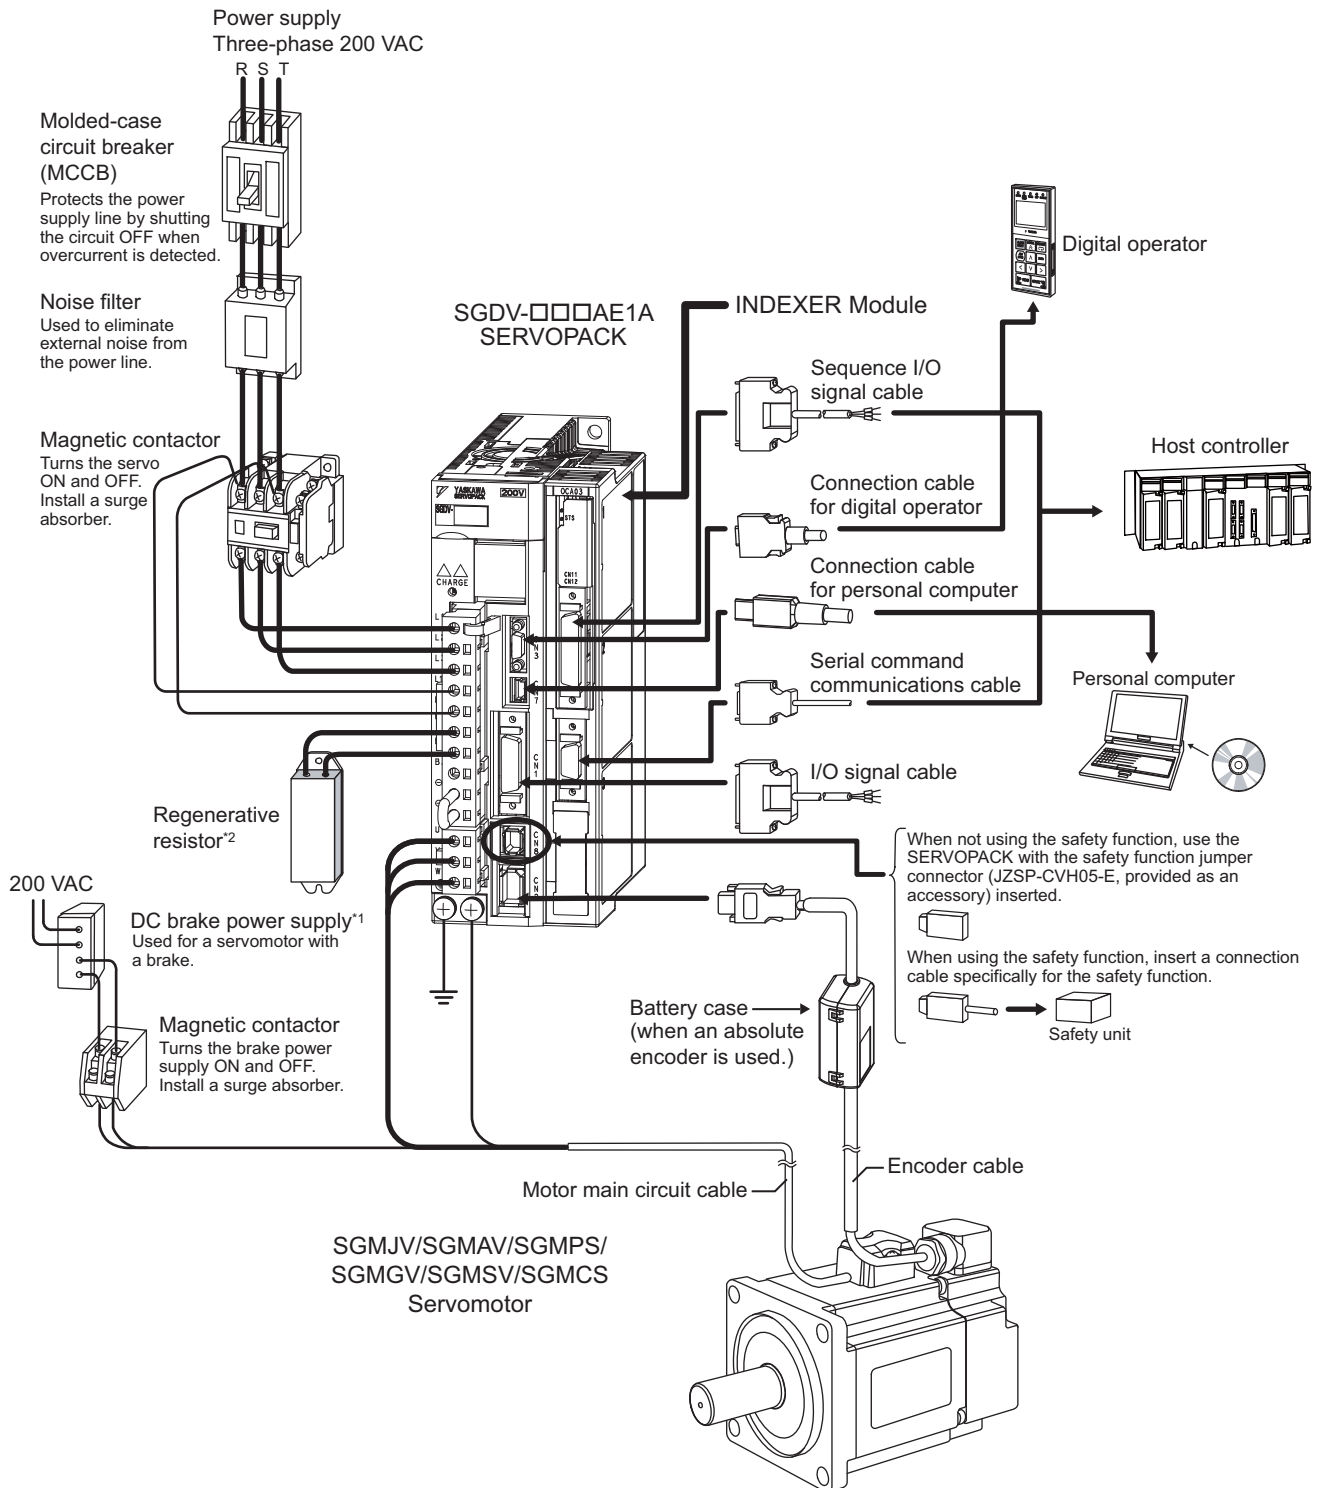 Power supply
Three-phase 200 VAC
R S T
Molded-case
circuit breaker
(MCCB)
Protects the power
supply line by shutting
the circuit OFF when
overcurrent is detected.
Noise filter
Used to eliminate
external noise from
the power line.
Magnetic contactor
Turns the servo
ON and OFF.
Install a surge
absorber.
SGDV-□□□AE1A
SERVOPACK
INDEXER Module
Digital operator
Sequence I/O
signal cable
Host controller
Connection cable
for digital operator
Connection cable
for personal computer
Serial command
communications cable
Personal computer
I/O signal cable
YASKAWA
SERVOPACK
200V
SGDV-
OCA03
STS
CN11
CN12
CHARGE
Regenerative
resistor*2
When not using the safety function, use the
SERVOPACK with the safety function jumper
connector (JZSP-CVH05-E, provided as an
accessory) inserted.
When using the safety function, insert a connection
cable specifically for the safety function.
Safety unit
200 VAC
DC brake power supply*1
Used for a servomotor with
a brake.
Magnetic contactor
Turns the brake power
supply ON and OFF.
Install a surge absorber.
Battery case
(when an absolute
encoder is used.)
Encoder cable
Motor main circuit cable
SGMJV/SGMAV/SGMPS/
SGMGV/SGMSV/SGMCS
Servomotor
CN1
CN8